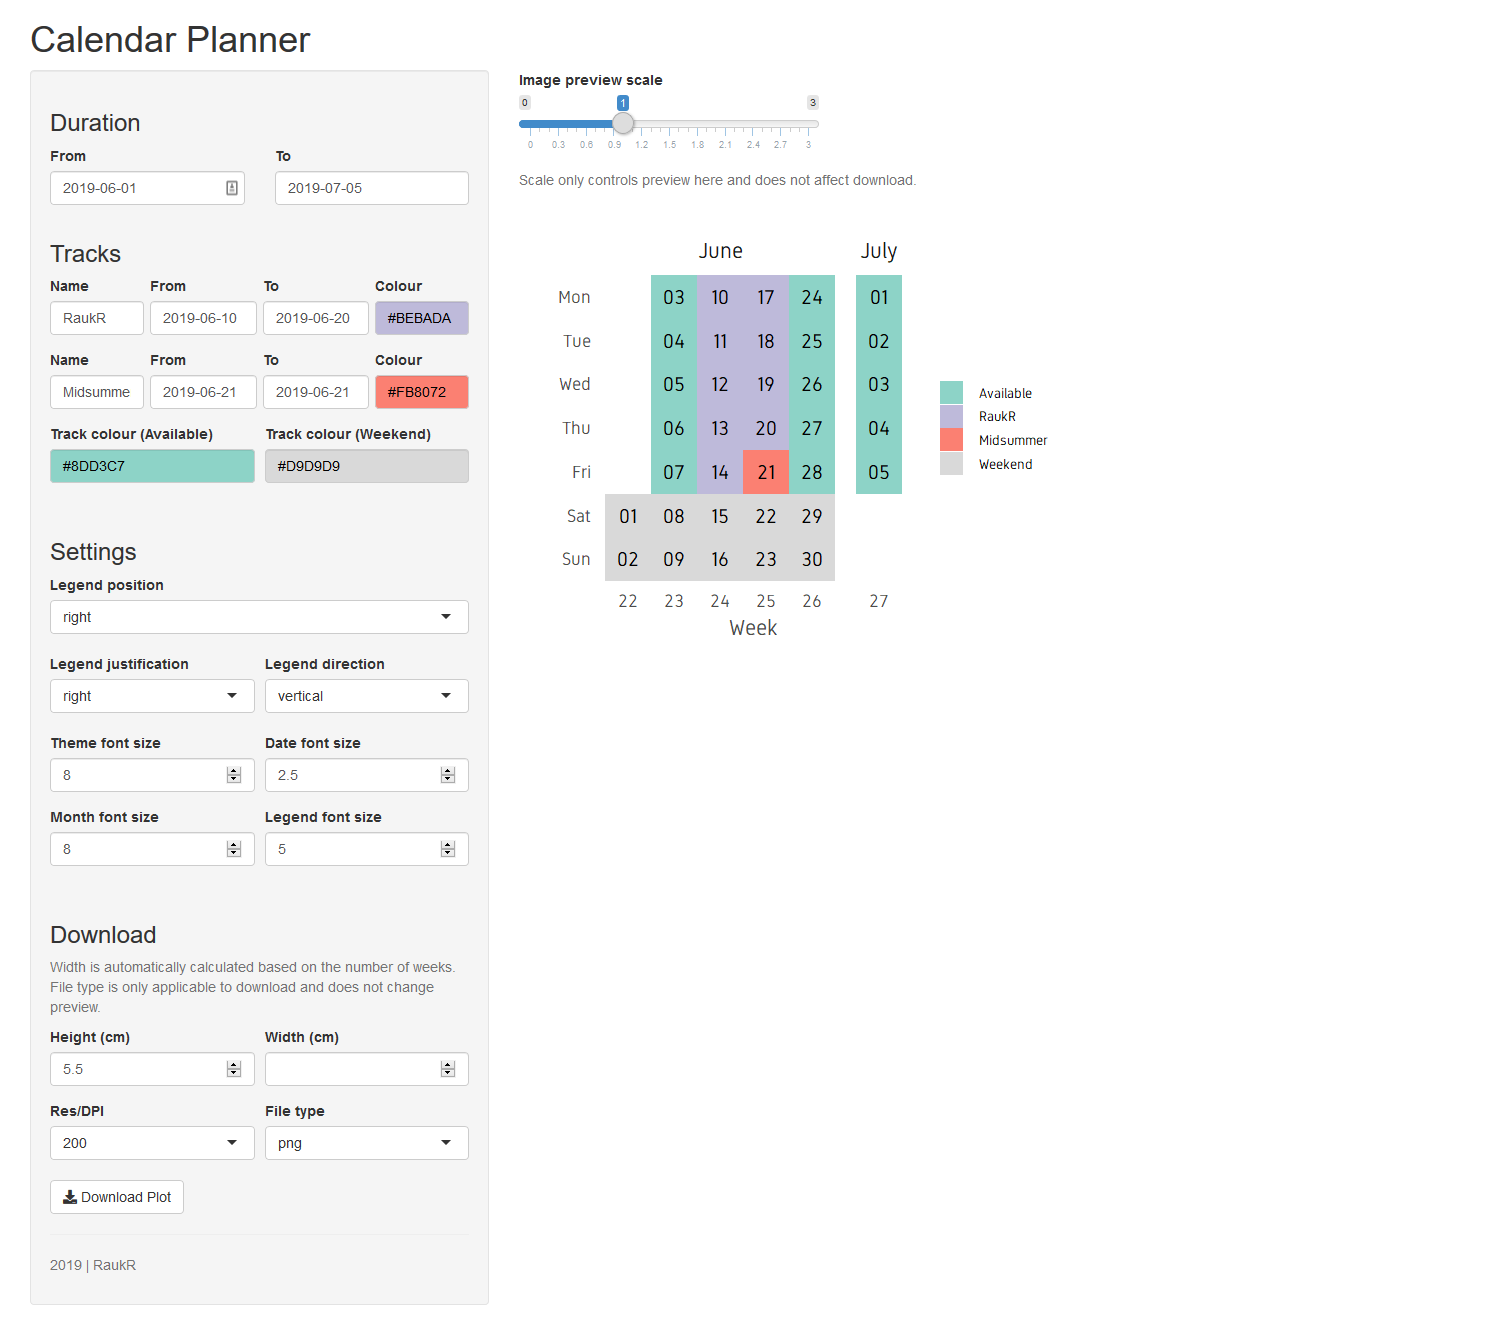 Calendar Planner
Duration
From To
2019-06-01 2019-07-05
Tracks
Name From To Colour
RaukR 2019-06-10 2019-06-20 #BEBADA
Name From To Colour
Midsumme 2019-06-21 2019-06-21 #FB8072
Track colour (Available) Track colour (Weekend)
#8DD3C7 #D9D9D9
Settings
Legend position
right
Legend justification Legend direction
right vertical
Theme font size Date font size
8 2.5
Month font size Legend font size
8 5
Download
Width is automatically calculated based on the number of weeks.
File type is only applicable to download and does not change
preview.
Height (cm) Width (cm)
5.5
Res/DPI File type
200 png
Download Plot
2019 | RaukR
Image preview scale
0 1 3
0 0.3 0.6 0.9 1.2 1.5 1.8 2.1 2.4 2.7 3
Scale only controls preview here and does not affect download.
June July
Mon 03 10 17 24 01
Tue 04 11 18 25 02
Wed 05 12 19 26 03
Thu 06 13 20 27 04
Fri 07 14 21 28 05
Sat 01 08 15 22 29
Sun 02 09 16 23 30
22 23 24 25 26 27
Week
Available
RaukR
Midsummer
Weekend